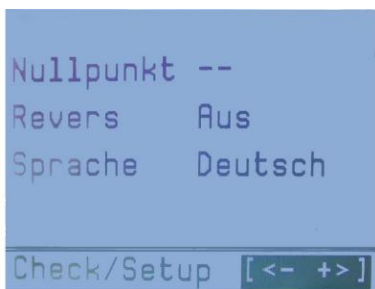 Nullpunkt --
Revers Aus
Sprache Deutsch
Check/Setup [<- +>]